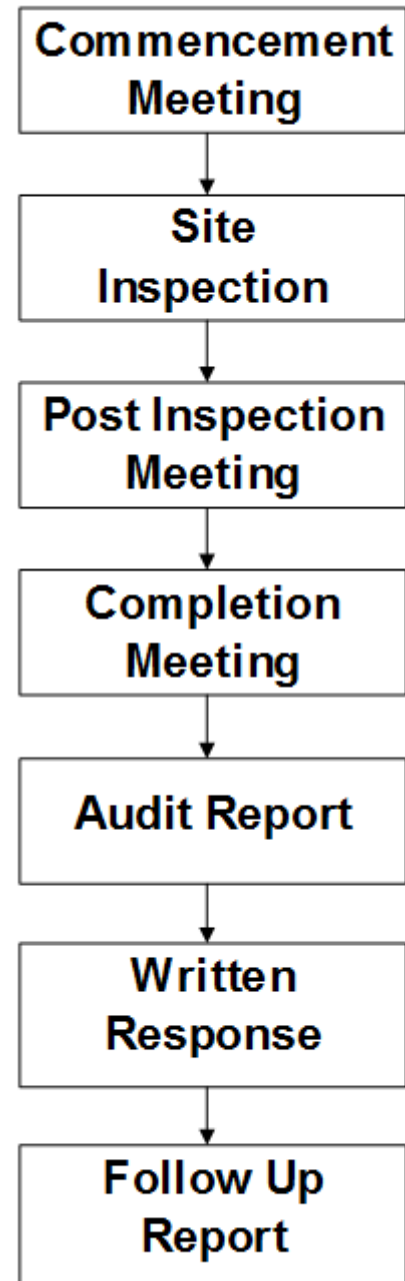 Commencement
Meeting
Site
Inspection
Post Inspection
Meeting
Completion
Meeting
Audit Report
Written
Response
Follow Up
Report